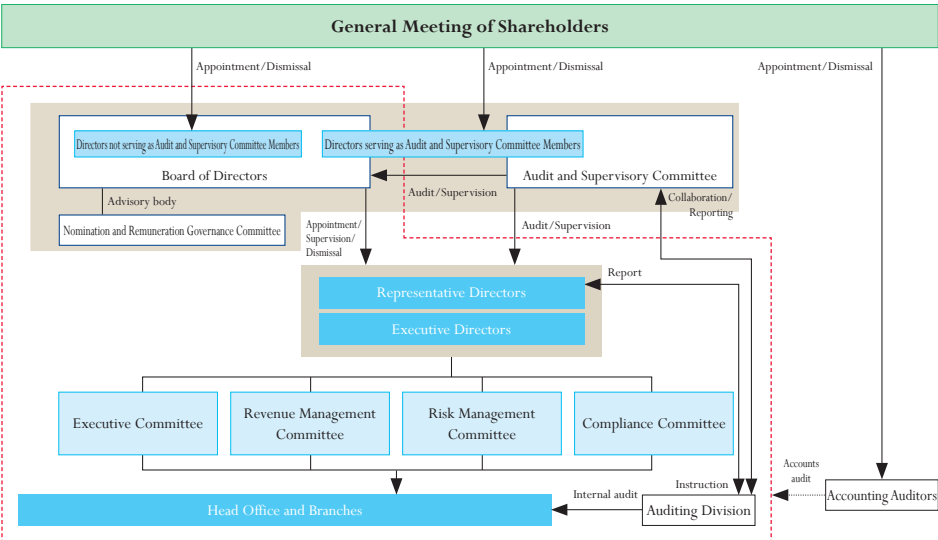 General Meeting of Shareholders
Appointment/Dismissal
Appointment/Dismissal
Appointment/Dismissal
Directors not serving as Audit and Supervisory Committee Members
Directors serving as Audit and Supervisory Committee Members
Board of Directors
Audit and Supervisory Committee
Audit/Supervision
Advisory body
Collaboration/
Reporting
Nomination and Remuneration Governance Committee
Appointment/
Supervision/
Dismissal
Audit/Supervision
Report
Representative Directors
Executive Directors
Executive Committee
Revenue Management
Committee
Risk Management
Committee
Compliance Committee
Accounts
audit
Instruction
Internal audit
Head Office and Branches
Auditing Division
Accounting Auditors